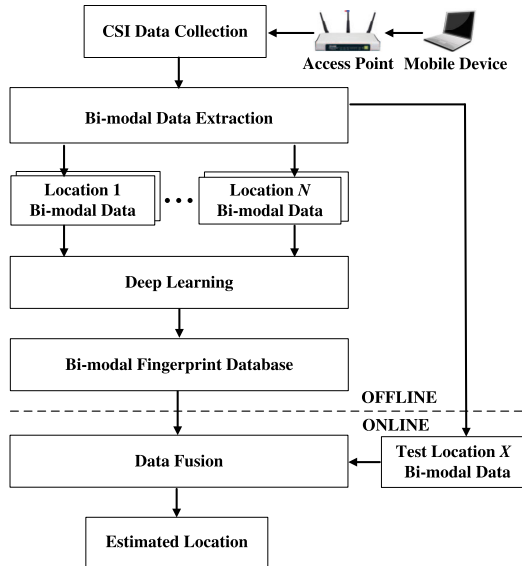 CSI Data Collection
Access Point
Mobile Device
Bi-modal Data Extraction
Location 1
Bi-modal Data
Location N
Bi-modal Data
Deep Learning
Bi-modal Fingerprint Database
OFFLINE
ONLINE
Data Fusion
Test Location X
Bi-modal Data
Estimated Location